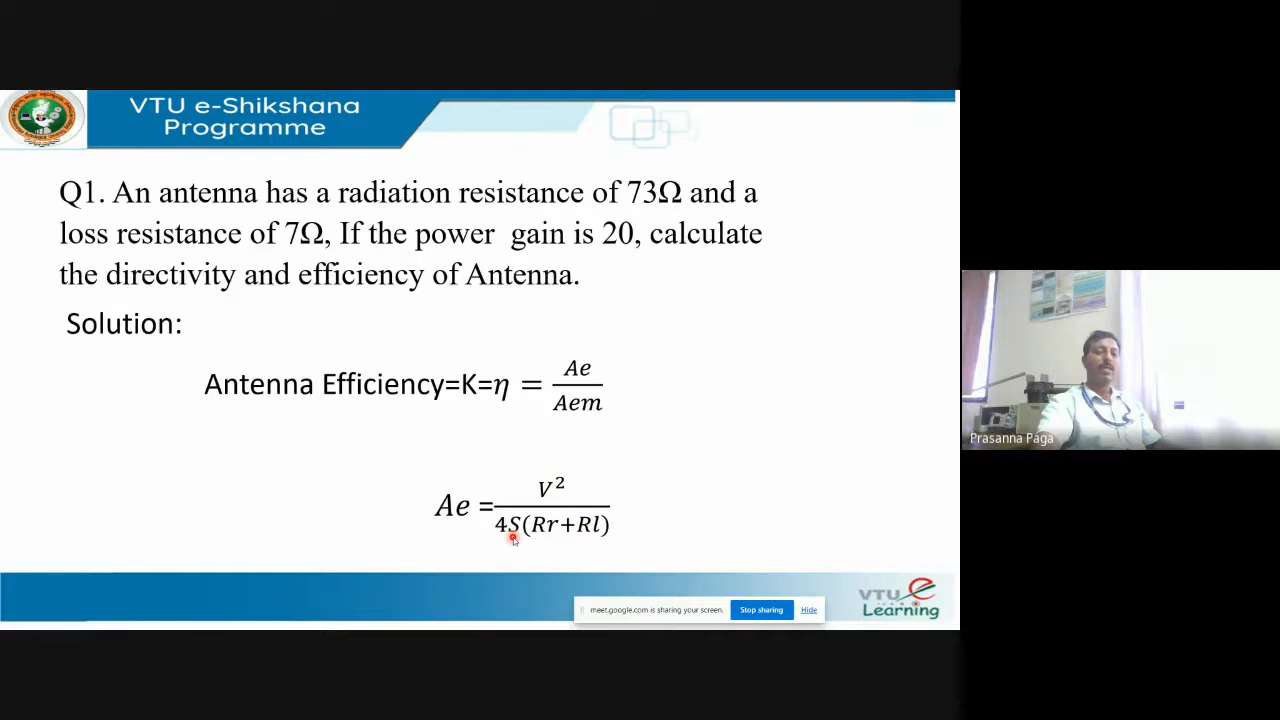 VTU e-Shikshana
Programme
Q1. An antenna has a radiation resistance of 73Ω and a
loss resistance of 7Ω, If the power gain is 20, calculate
the directivity and efficiency of Antenna.
Solution:
Antenna Efficiency=K=η = Ae/Aem
Ae =V²/4S(Rr+Rl)
Prasanna Paga
meet.google.com is sharing your screen.
Stop sharing
Hide
VTU e
Learning